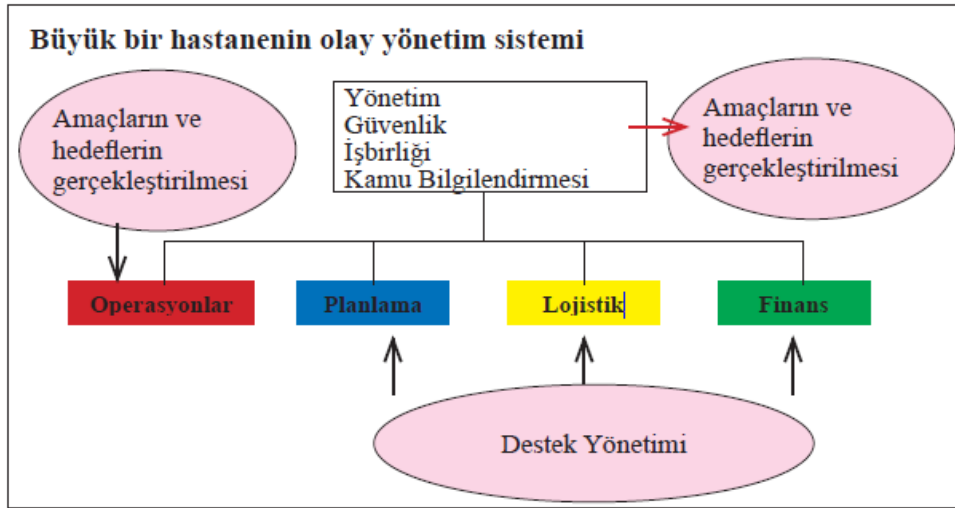 Büyük bir hastanenin olay yönetim sistemi
Amaçların ve
hedeflerin
gerçekleştirilmesi
Yönetim
Güvenlik
İşbirliği
Kamu Bilgilendirmesi
Amaçların ve
hedeflerin
gerçekleştirilmesi
Operasyonlar
Planlama
Lojistik
Finans
Destek Yönetimi